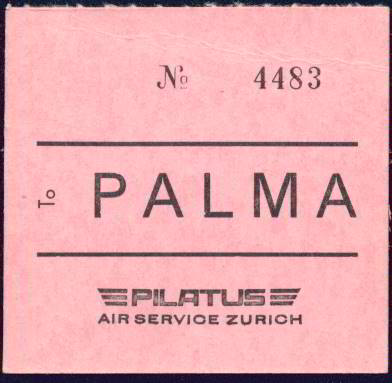 № 4483
To PALMA
PILATUS
AIR SERVICE ZURICH